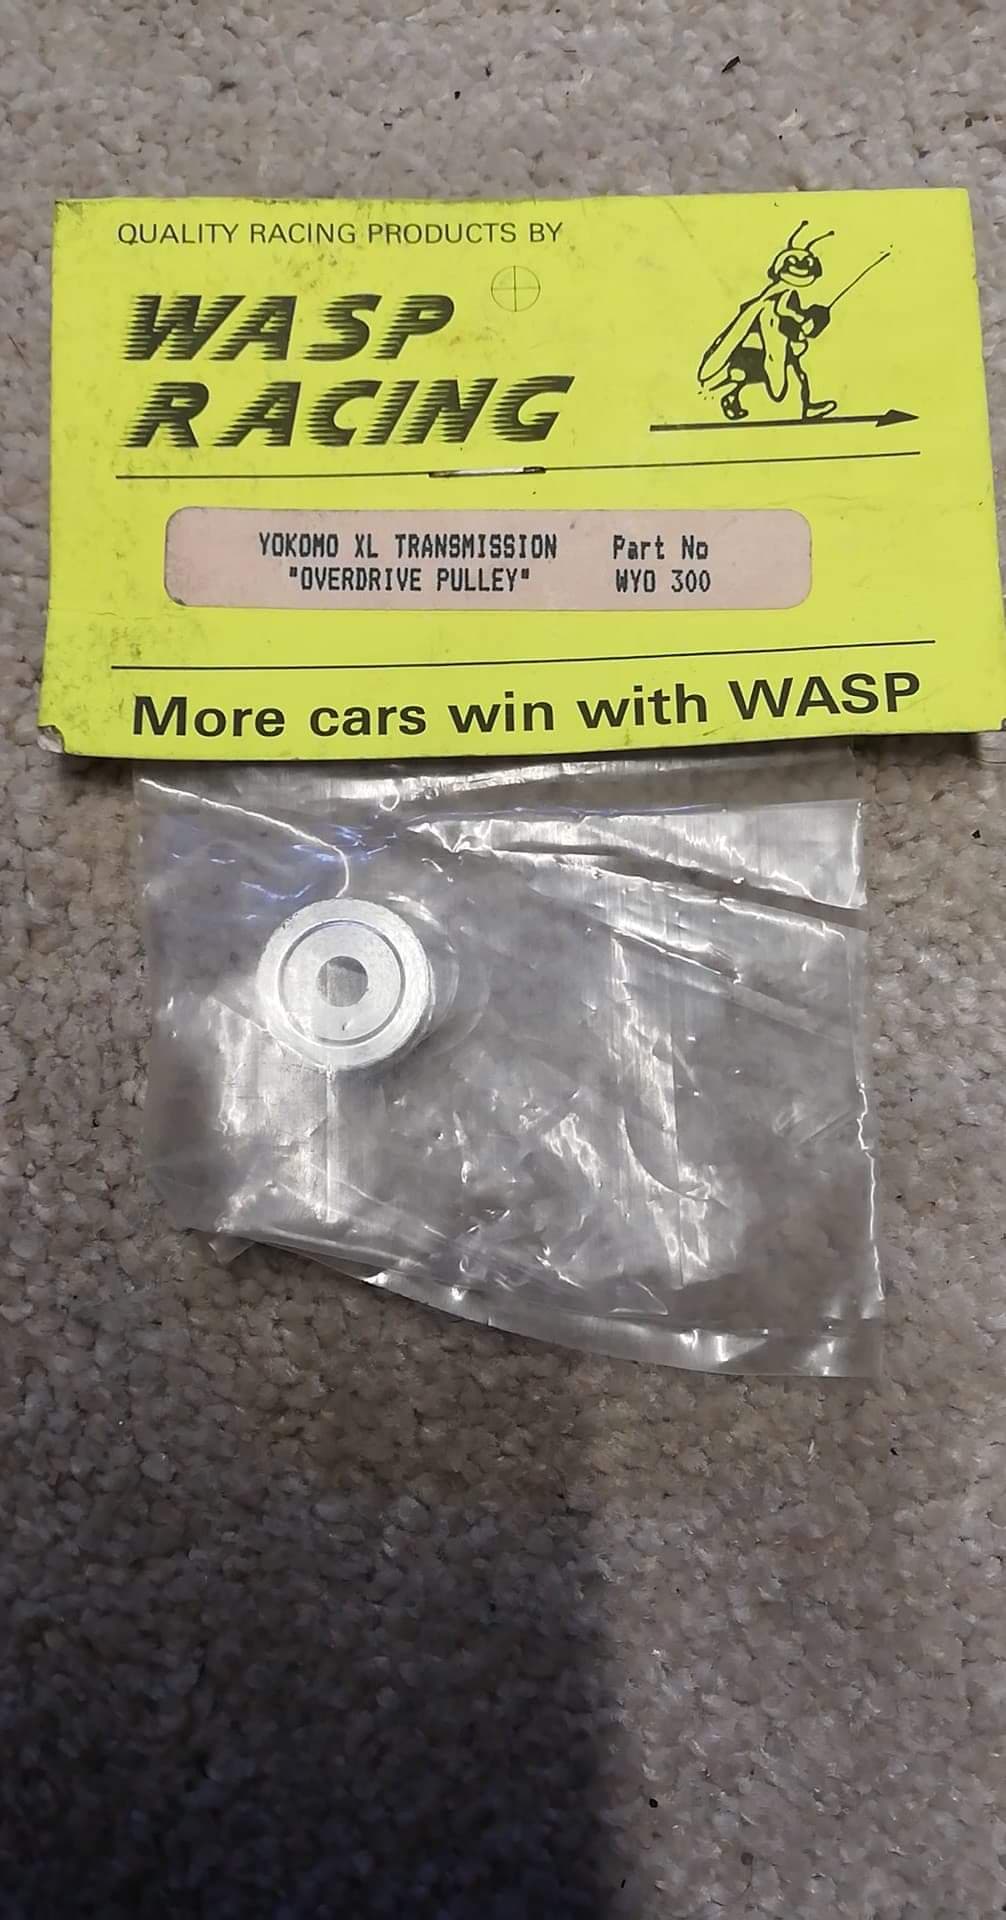 QUALITY RACING PRODUCTS BY
WASP
RACING
YOKOMO XL TRANSMISSION Part No
"OVERDRIVE PULLEY" WYO 300
More cars win with WASP